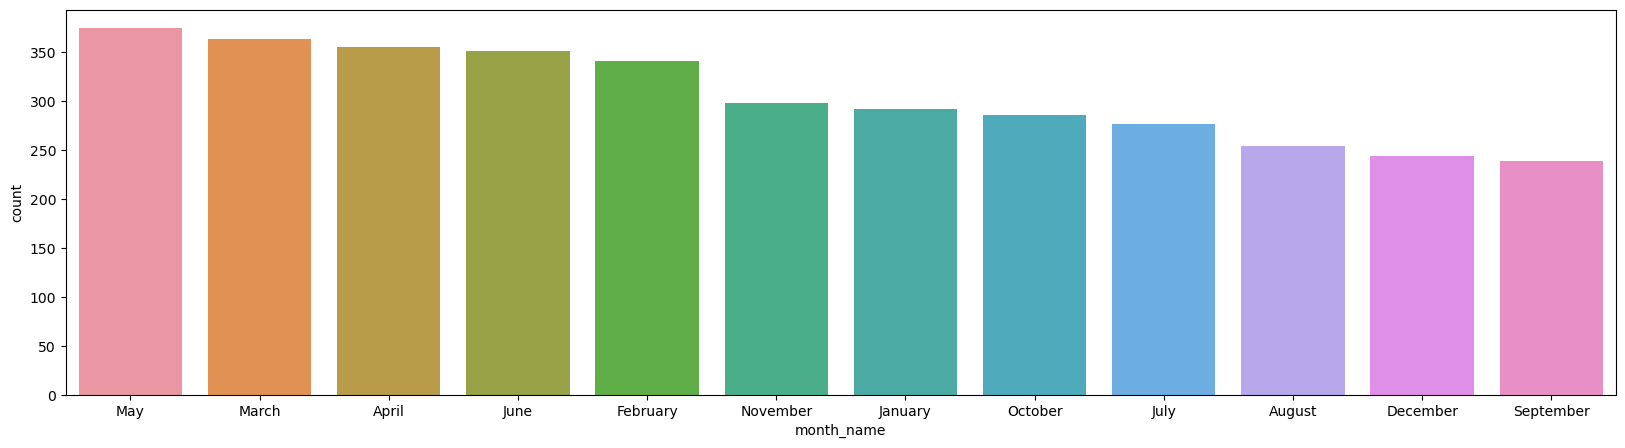 count
350
300
250
200
150
100
50
0
May March April June February November January October July August December September
month_name